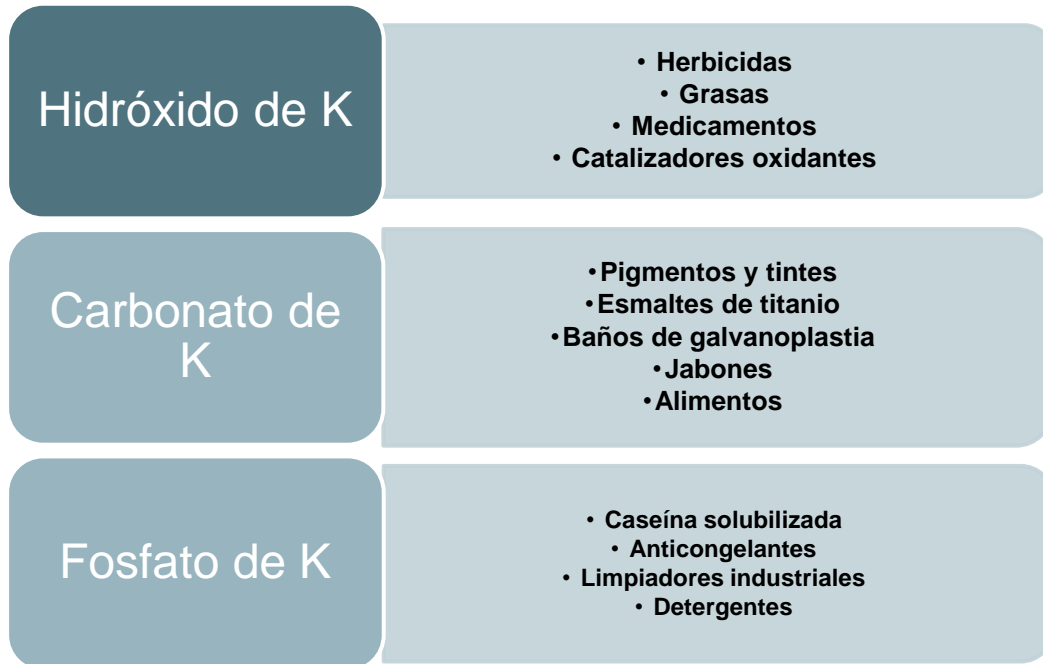 Hidróxido de K
• Herbicidas
• Grasas
• Medicamentos
• Catalizadores oxidantes
Carbonato de
K
•Pigmentos y tintes
•Esmaltes de titanio
•Baños de galvanoplastia
•Jabones
•Alimentos
Fosfato de K
• Caseína solubilizada
• Anticongelantes
• Limpiadores industriales
• Detergentes